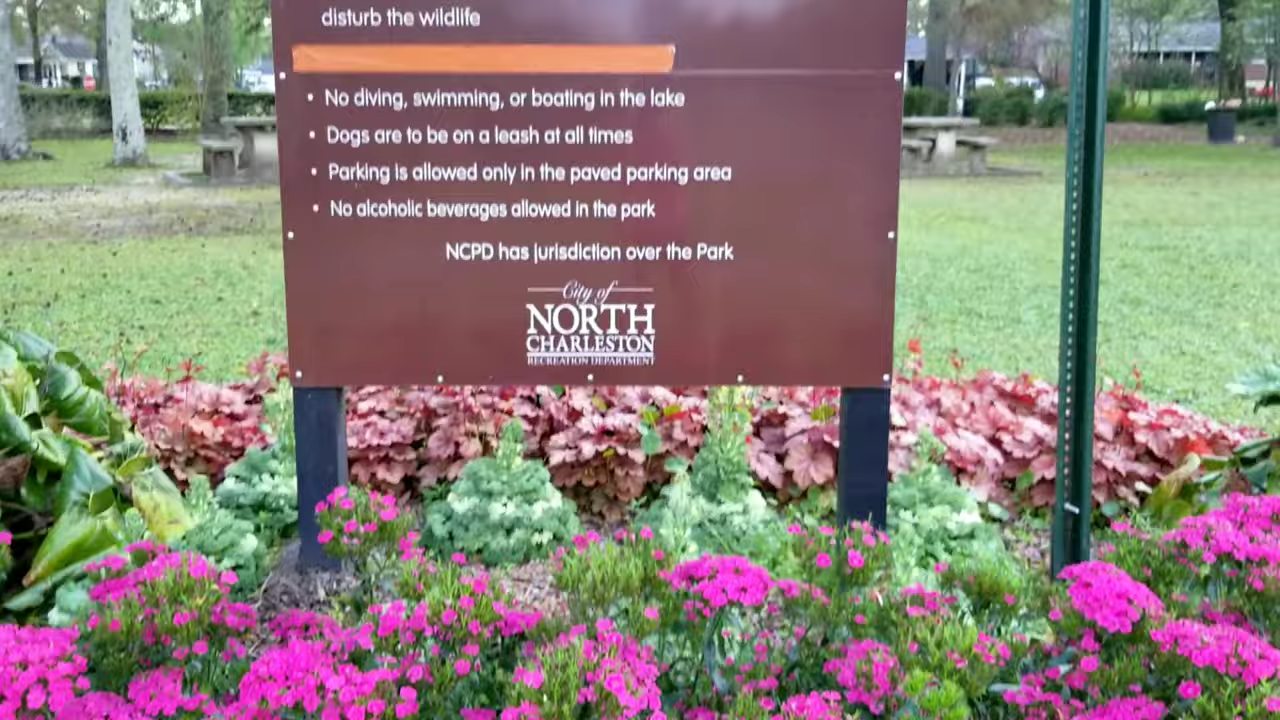 disturb the wildlife
• No diving, swimming, or boating in the lake
• Dogs are to be on a leash at all times
• Parking is allowed only in the paved parking area
• No alcoholic beverages allowed in the park
NCPD has jurisdiction over the Park
City of
NORTH
CHARLESTON
RECREATION DEPARTMENT